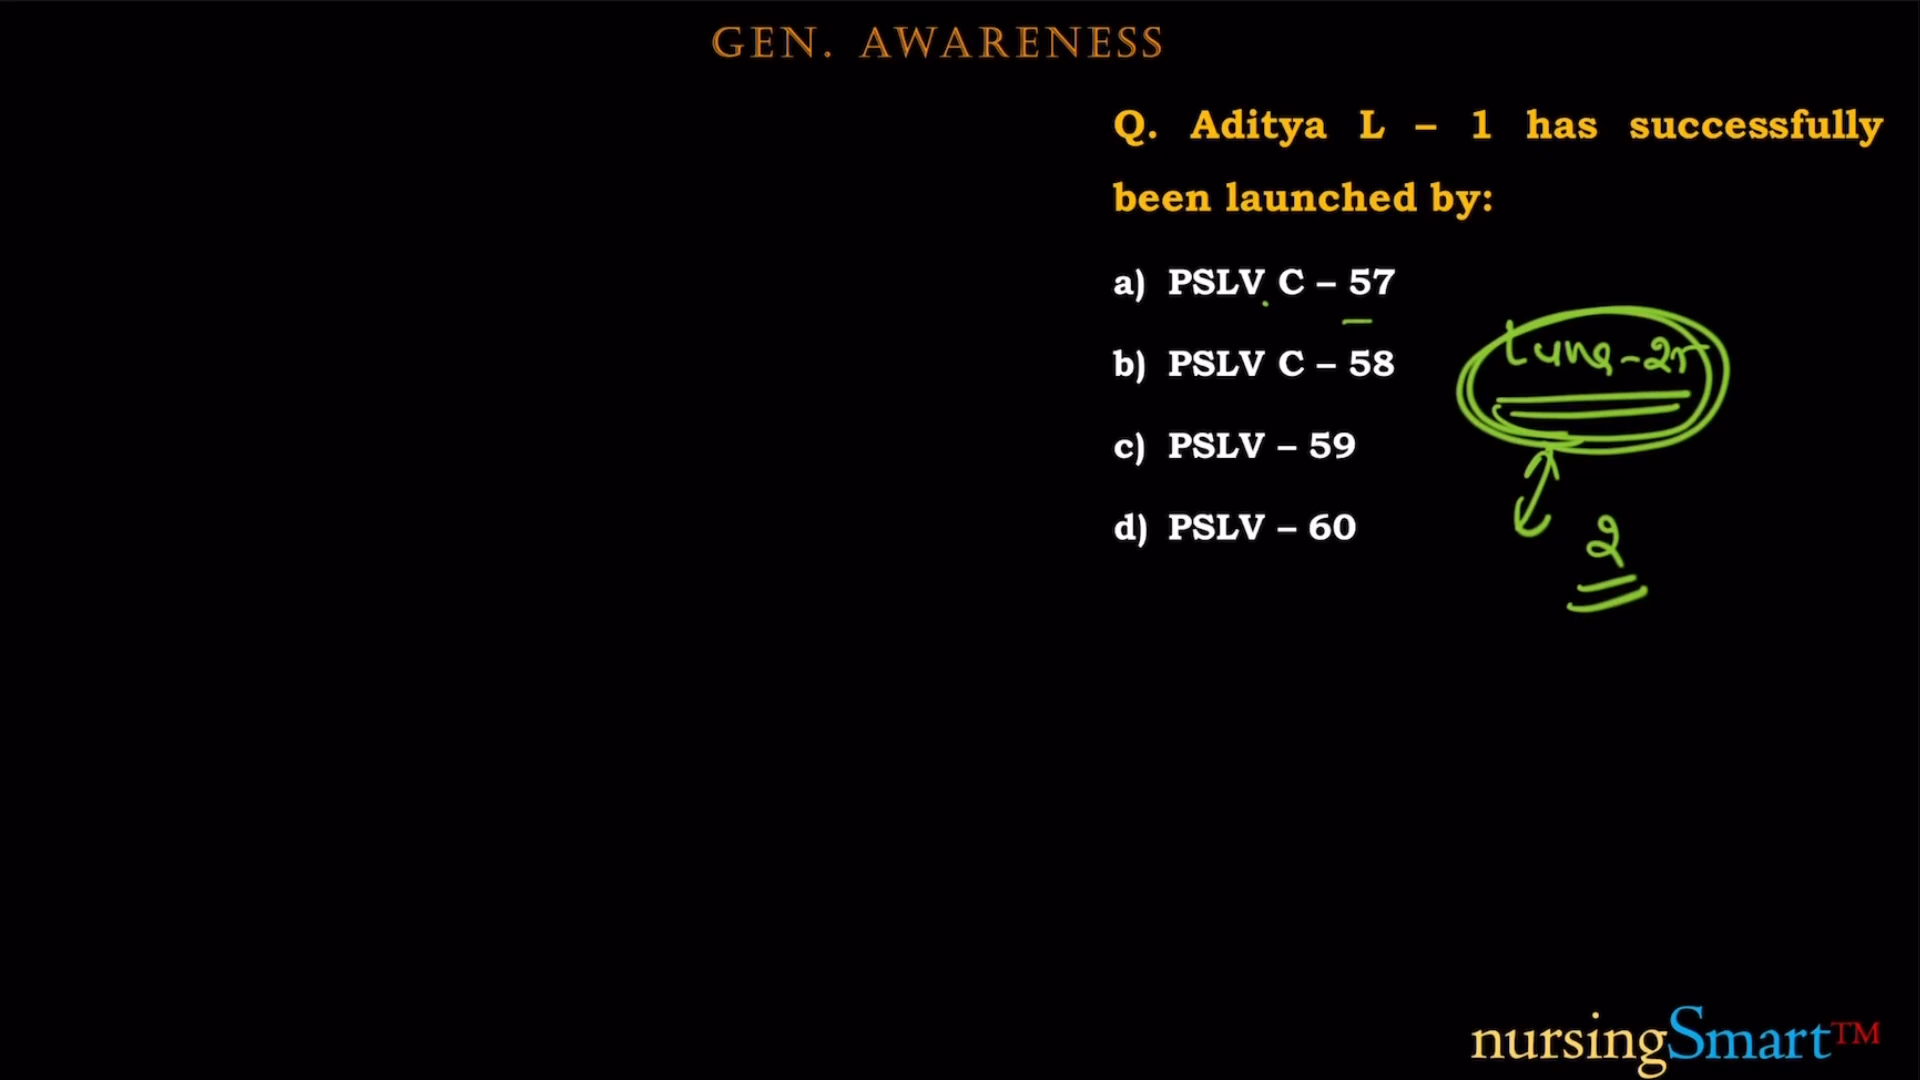 GEN. AWARENESS
Q. Aditya L – 1 has successfully
been launched by:
a) PSLV C – 57
b) PSLV C – 58
c) PSLV – 59
d) PSLV – 60
2
nursingSmart™